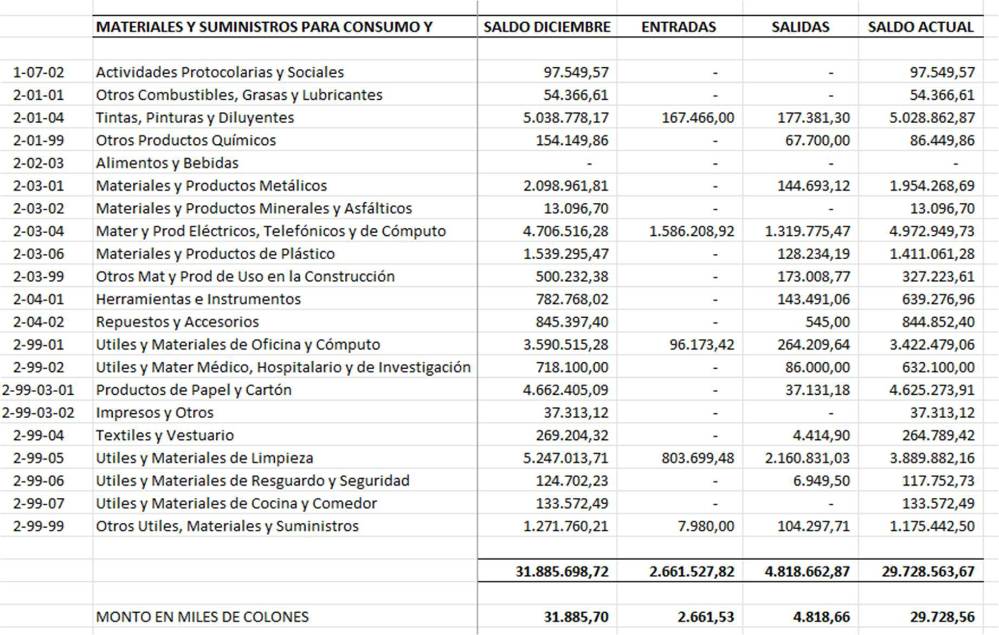 MATERIALES Y SUMINISTROS PARA CONSUMO Y SALDO DICIEMBRE ENTRADAS SALIDAS SALDO ACTUAL
1-07-02 Actividades Protocolarias y Sociales 97.549,57 - - 97.549,57
2-01-01 Otros Combustibles, Grasas y Lubricantes 54.366,61 - - 54.366,61
2-01-04 Tintas, Pinturas y Diluyentes 5.038.778,17 167.466,00 177.381,30 5.028.862,87
2-01-99 Otros Productos Químicos 154.149,86 - 67.700,00 86.449,86
2-02-03 Alimentos y Bebidas - - - -
2-03-01 Materiales y Productos Metálicos 2.098.961,81 - 144.693,12 1.954.268,69
2-03-02 Materiales y Productos Minerales y Asfálticos 13.096,70 - - 13.096,70
2-03-04 Mater y Prod Eléctricos, Telefónicos y de Cómputo 4.706.516,28 1.586.208,92 1.319.775,47 4.972.949,73
2-03-06 Materiales y Productos de Plástico 1.539.295,47 - 128.234,19 1.411.061,28
2-03-99 Otros Mat y Prod de Uso en la Construcción 500.232,38 - 173.008,77 327.223,61
2-04-01 Herramientas e Instrumentos 782.768,02 - 143.491,06 639.276,96
2-04-02 Repuestos y Accesorios 845.397,40 - 545,00 844.852,40
2-99-01 Utiles y Materiales de Oficina y Cómputo 3.590.515,28 96.173,42 264.209,64 3.422.479,06
2-99-02 Utiles y Mater Médico, Hospitalario y de Investigación 718.100,00 - 86.000,00 632.100,00
2-99-03-01 Productos de Papel y Cartón 4.662.405,09 - 37.131,18 4.625.273,91
2-99-03-02 Impresos y Otros 37.313,12 - - 37.313,12
2-99-04 Textiles y Vestuario 269.204,32 - 4.414,90 264.789,42
2-99-05 Utiles y Materiales de Limpieza 5.247.013,71 803.699,48 2.160.831,03 3.889.882,16
2-99-06 Utiles y Materiales de Resguardo y Seguridad 124.702,23 - 6.949,50 117.752,73
2-99-07 Utiles y Materiales de Cocina y Comedor 133.572,49 - - 133.572,49
2-99-99 Otros Utiles, Materiales y Suministros 1.271.760,21 7.980,00 104.297,71 1.175.442,50
31.885.698,72 2.661.527,82 4.818.662,87 29.728.563,67
MONTO EN MILES DE COLONES 31.885,70 2.661,53 4.818,66 29.728,56